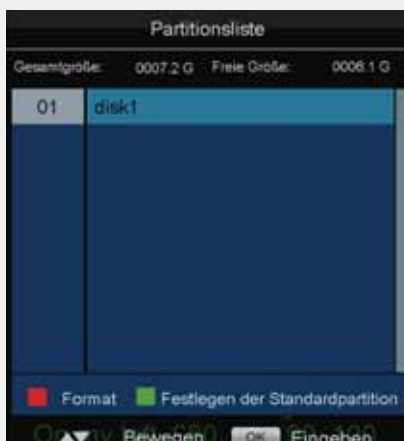 Partitionsliste
Gesamtgröße: 0007.2 G Freie Größe: 0006.1 G
01 disk1
Format Festlegen der Standardpartition
Bewegen OK Eingeben